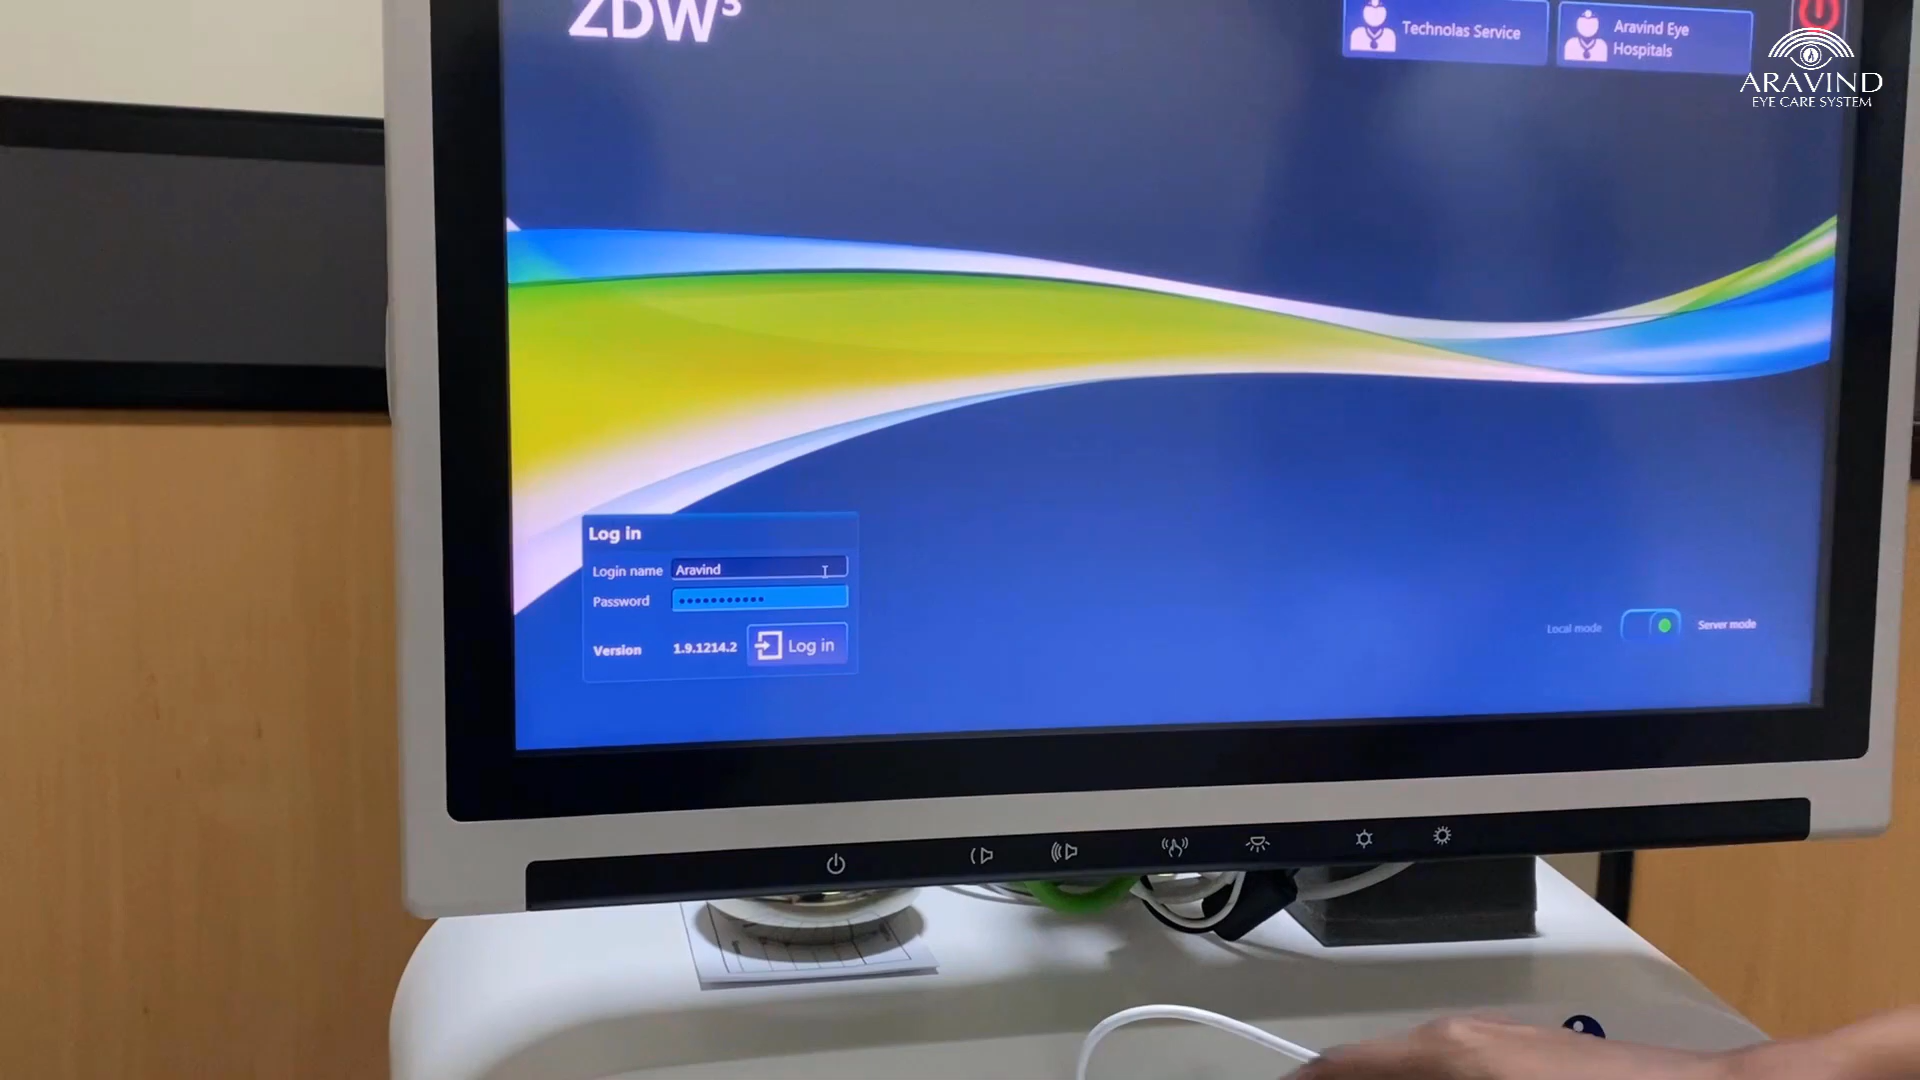 ZDW³
Technolas Service
Aravind Eye
Hospitals
ARAVIND
EYE CARE SYSTEM
Log in
Login name Aravind
Password
Version 1.9.1214.2 Log in
Local mode Server mode